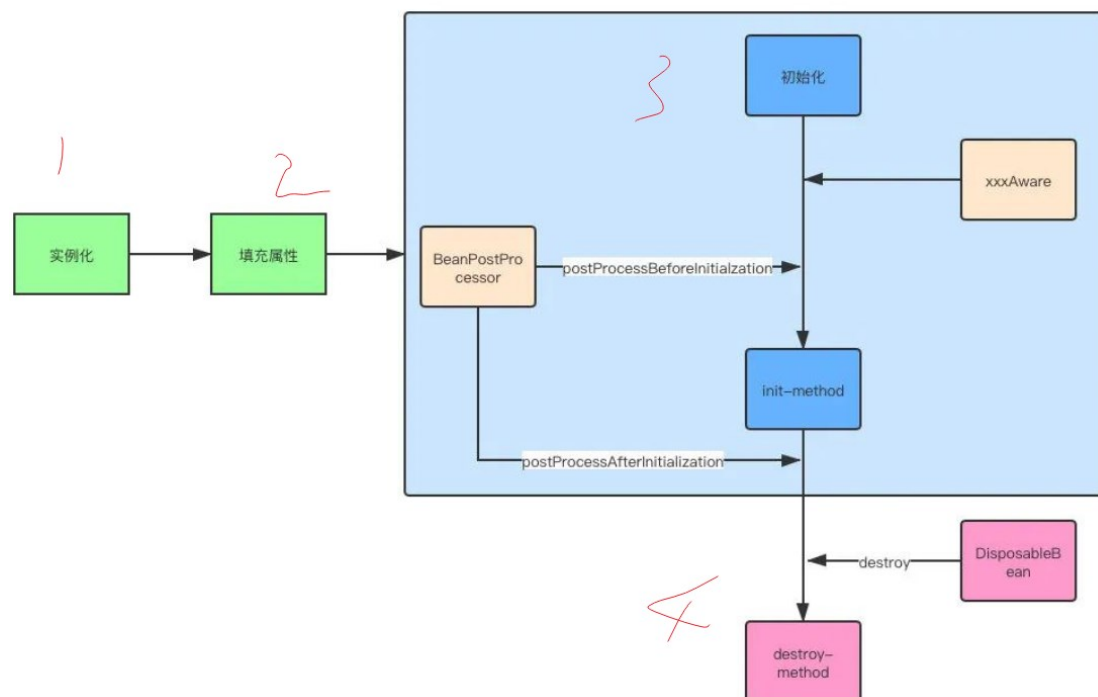 初始化
3
1
2
xxxAware
实例化
填充属性
BeanPostPro
cessor
postProcessBeforeInitialzation
init-method
postProcessAfterInitialization
DisposableB
ean
destroy
4
destroy-
method